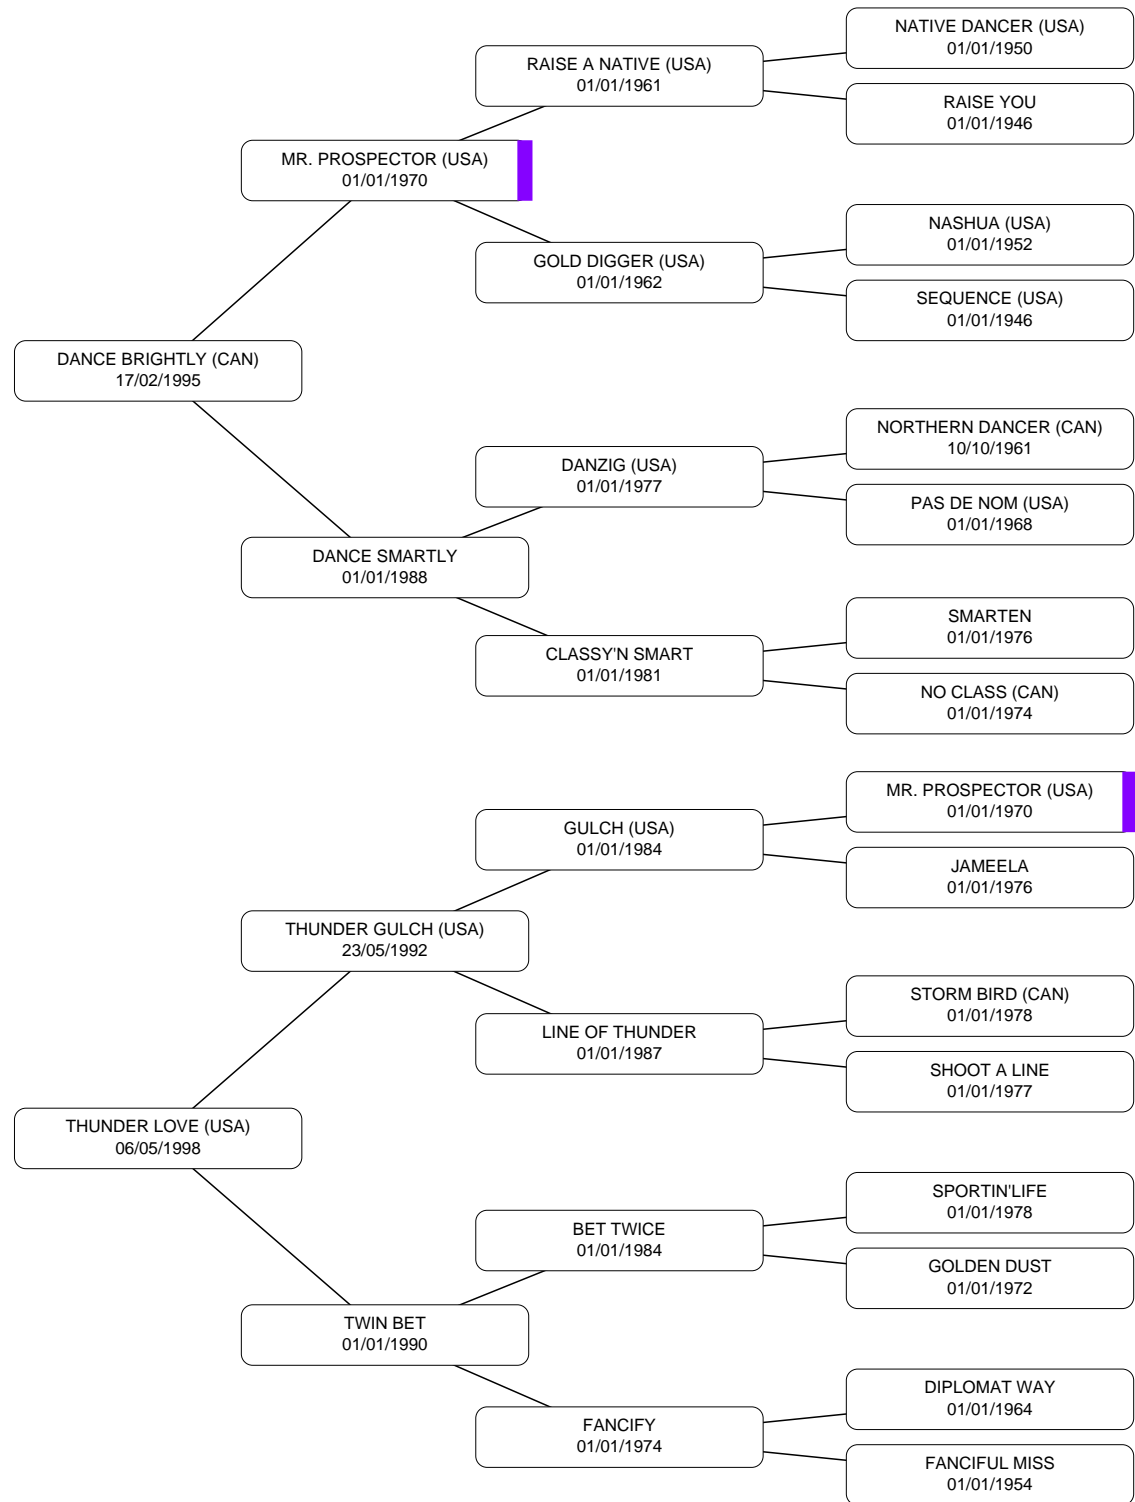 NATIVE DANCER (USA)
01/01/1950
RAISE A NATIVE (USA)
01/01/1961
RAISE YOU
01/01/1946
MR. PROSPECTOR (USA)
01/01/1970
NASHUA (USA)
01/01/1952
GOLD DIGGER (USA)
01/01/1962
SEQUENCE (USA)
01/01/1946
DANCE BRIGHTLY (CAN)
17/02/1995
NORTHERN DANCER (CAN)
10/10/1961
DANZIG (USA)
01/01/1977
PAS DE NOM (USA)
01/01/1968
DANCE SMARTLY
01/01/1988
SMARTEN
01/01/1976
CLASSY'N SMART
01/01/1981
NO CLASS (CAN)
01/01/1974
MR. PROSPECTOR (USA)
01/01/1970
GULCH (USA)
01/01/1984
JAMEELA
01/01/1976
THUNDER GULCH (USA)
23/05/1992
STORM BIRD (CAN)
01/01/1978
LINE OF THUNDER
01/01/1987
SHOOT A LINE
01/01/1977
THUNDER LOVE (USA)
06/05/1998
SPORTIN'LIFE
01/01/1978
BET TWICE
01/01/1984
GOLDEN DUST
01/01/1972
TWIN BET
01/01/1990
DIPLOMAT WAY
01/01/1964
FANCIFY
01/01/1974
FANCIFUL MISS
01/01/1954